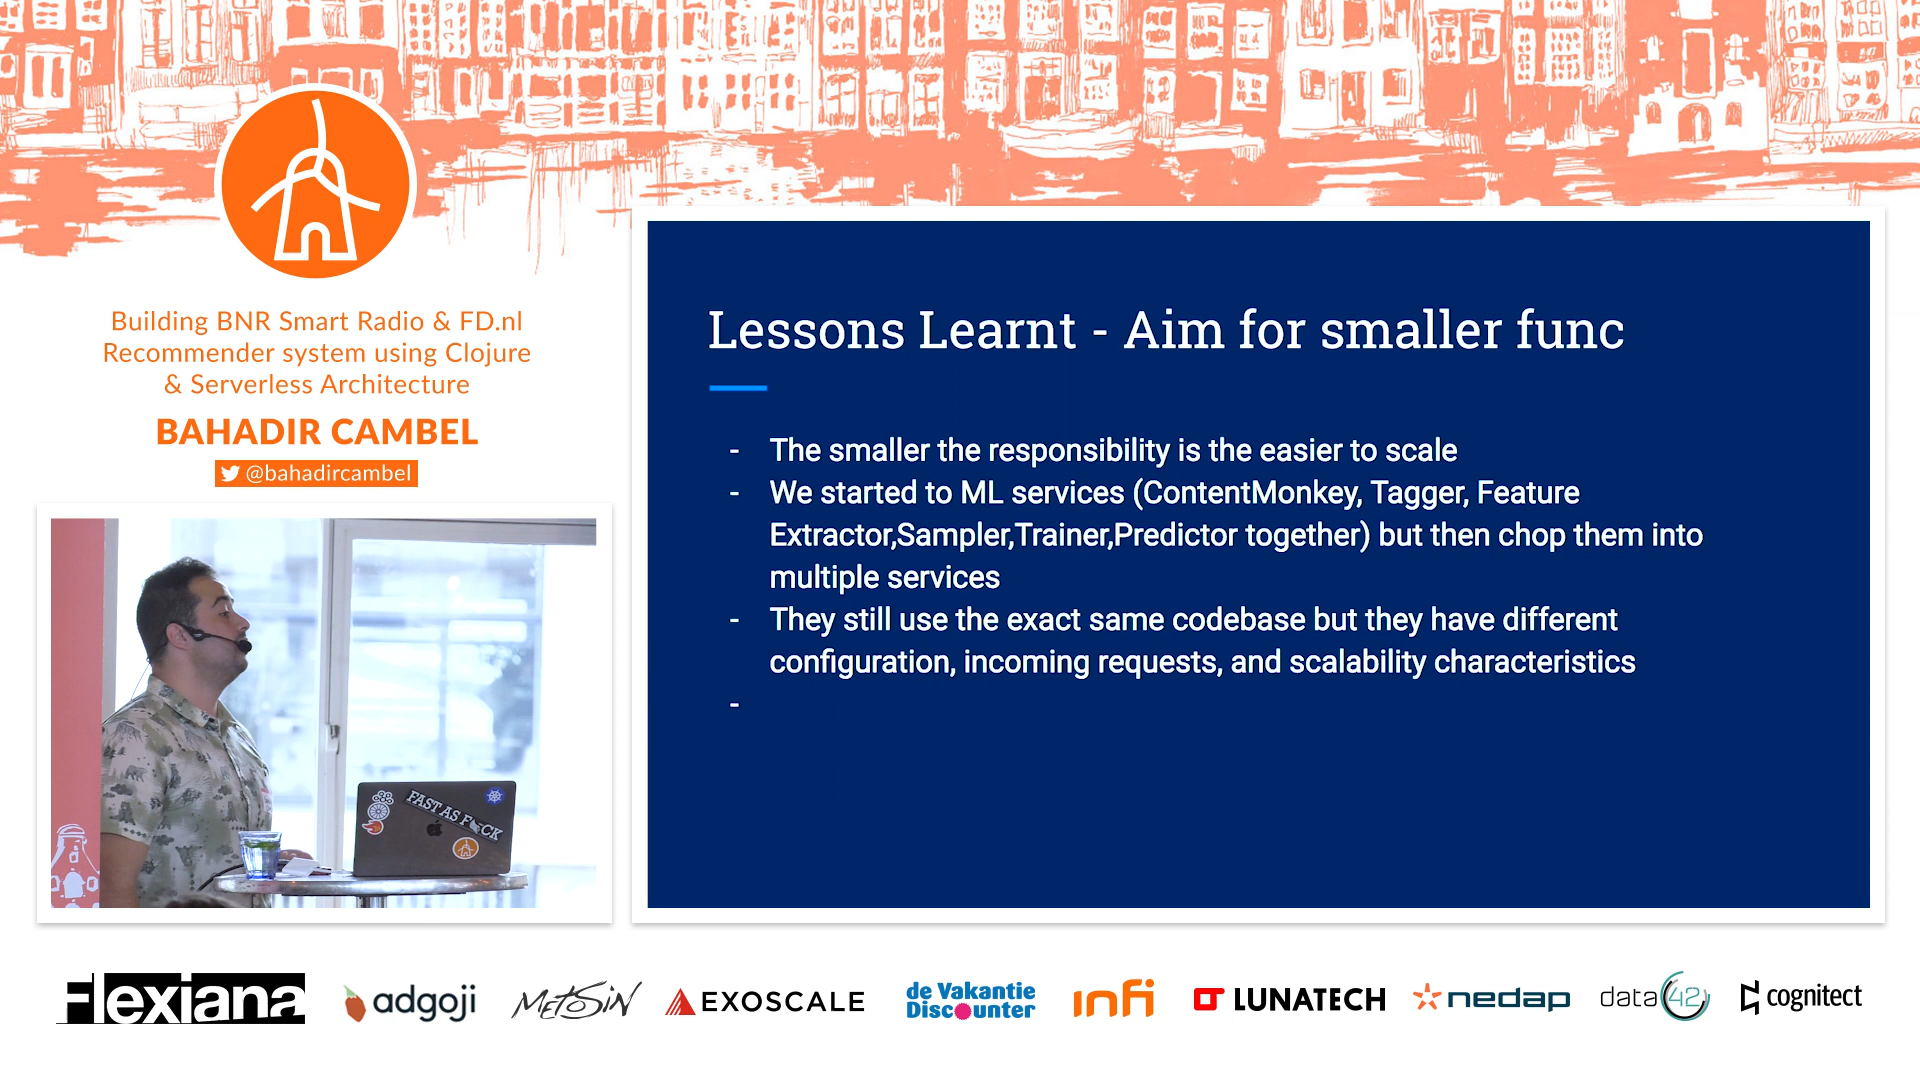 Building BNR Smart Radio & FD.nl
Recommender system using Clojure
& Serverless Architecture
BAHADIR CAMBEL
@bahadircambel
Lessons Learnt - Aim for smaller func
- The smaller the responsibility is the easier to scale
- We started to ML services (ContentMonkey, Tagger, Feature
Extractor,Sampler,Trainer,Predictor together) but then chop them into
multiple services
- They still use the exact same codebase but they have different
configuration, incoming requests, and scalability characteristics
-
FAST AS F CK
Flexiana
adgoji
METOSIN
EXOSCALE
de Vakantie
Discounter
infi
LUNATECH
nedap
data 42
cognitect